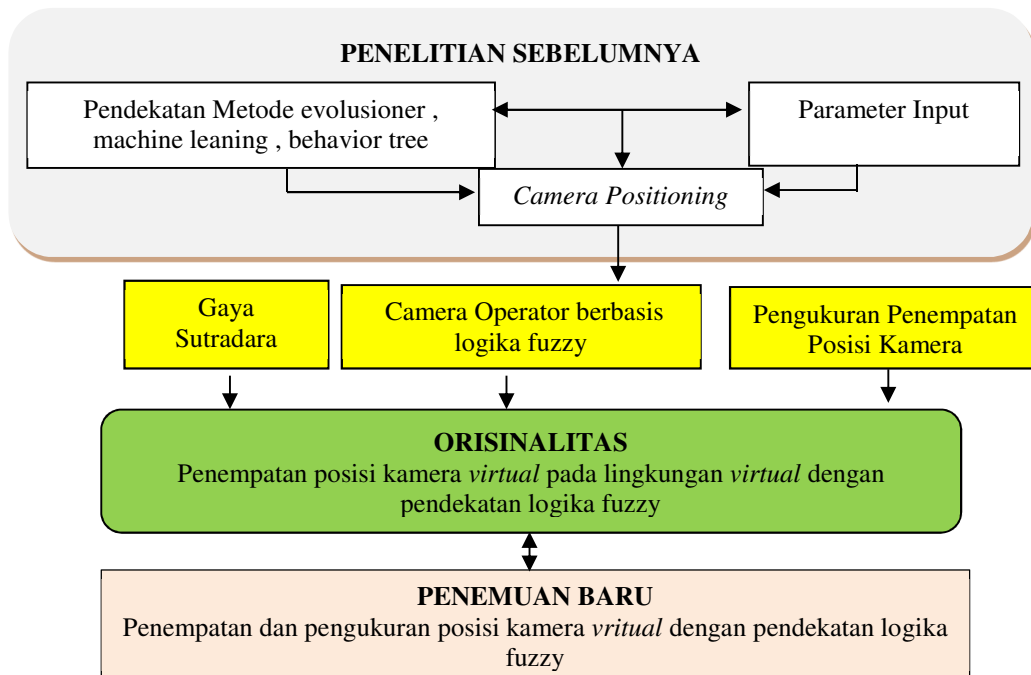 PENELITIAN SEBELUMNYA
Pendekatan Metode evolusioner ,
machine leaning , behavior tree
Parameter Input
Camera Positioning
Gaya
Sutradara
Camera Operator berbasis
logika fuzzy
Pengukuran Penempatan
Posisi Kamera
ORISINALITAS
Penempatan posisi kamera virtual pada lingkungan virtual dengan
pendekatan logika fuzzy
PENEMUAN BARU
Penempatan dan pengukuran posisi kamera vritual dengan pendekatan logika
fuzzy